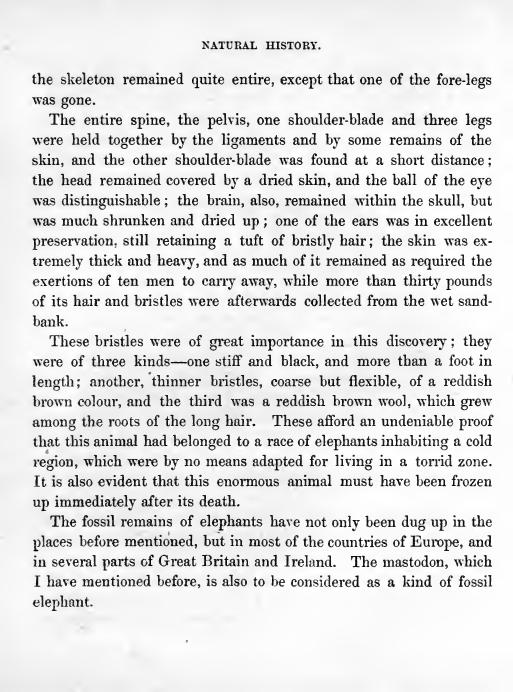 NATURAL HISTORY.
the skeleton remained quite entire, except that one of the fore-legs
was gone.
The entire spine, the pelvis, one shoulder-blade and three legs
were held together by the ligaments and by some remains of the
skin, and the other shoulder-blade was found at a short distance;
the head remained covered by a dried skin, and the ball of the eye
was distinguishable; the brain, also, remained within the skull, but
was much shrunken and dried up; one of the ears was in excellent
preservation, still retaining a tuft of bristly hair; the skin was ex-
tremely thick and heavy, and as much of it remained as required the
exertions of ten men to carry away, while more than thirty pounds
of its hair and bristles were afterwards collected from the wet sand-
bank.
These bristles were of great importance in this discovery; they
were of three kinds—one stiff and black, and more than a foot in
length; another, thinner bristles, coarse but flexible, of a reddish
brown colour, and the third was a reddish brown wool, which grew
among the roots of the long hair. These afford an undeniable proof
that this animal had belonged to a race of elephants inhabiting a cold
region, which were by no means adapted for living in a torrid zone.
It is also evident that this enormous animal must have been frozen
up immediately after its death.
The fossil remains of elephants have not only been dug up in the
places before mentioned, but in most of the countries of Europe, and
in several parts of Great Britain and Ireland. The mastodon, which
I have mentioned before, is also to be considered as a kind of fossil
elephant.